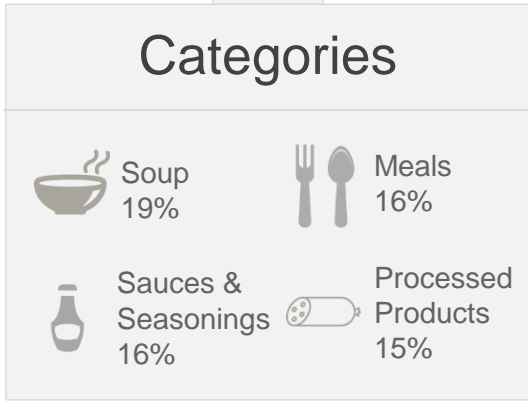 Categories
Soup
19%
Meals
16%
Sauces &
Seasonings
16%
Processed
Products
15%